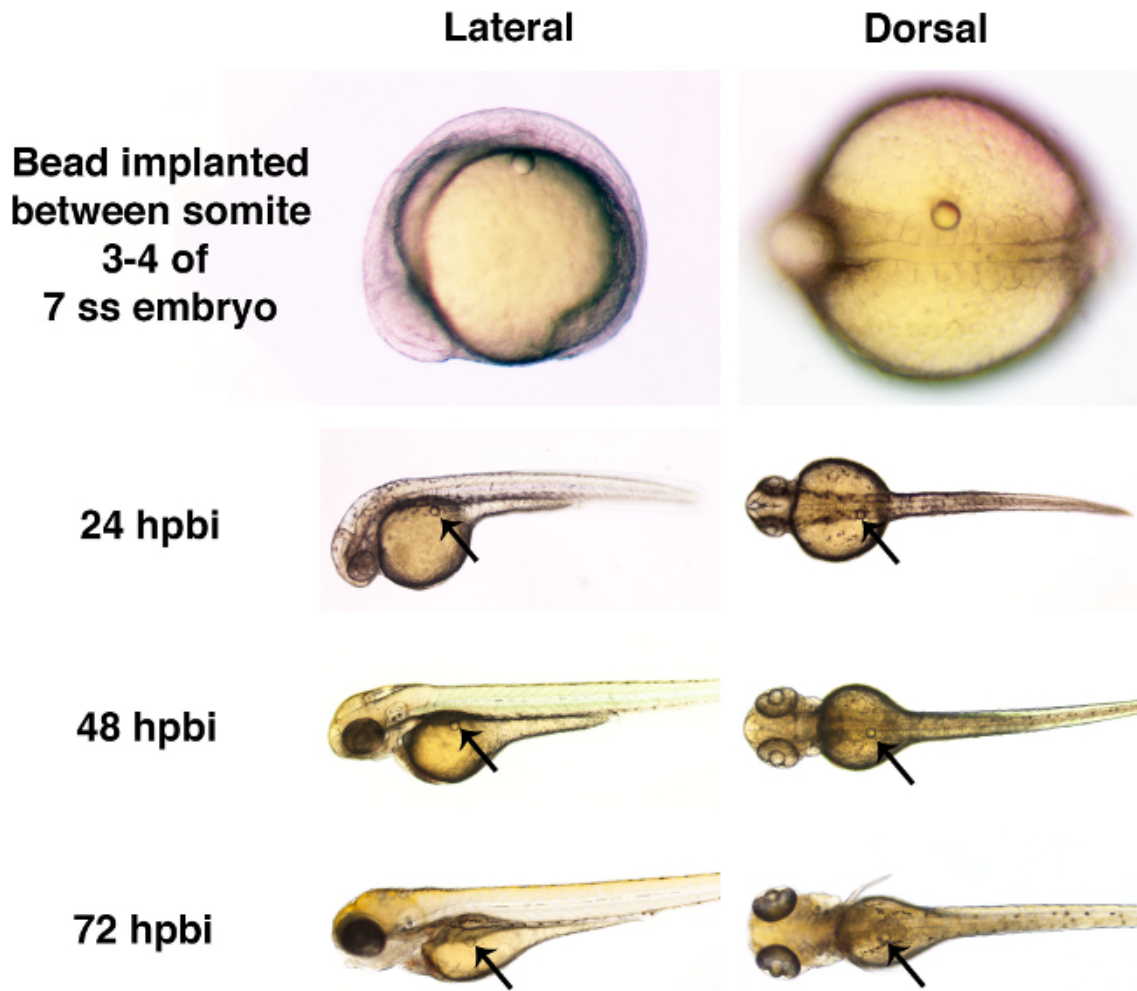 Lateral
Dorsal
Bead implanted
between somite
3-4 of
7 ss embryo
24 hpbi
48 hpbi
72 hpbi